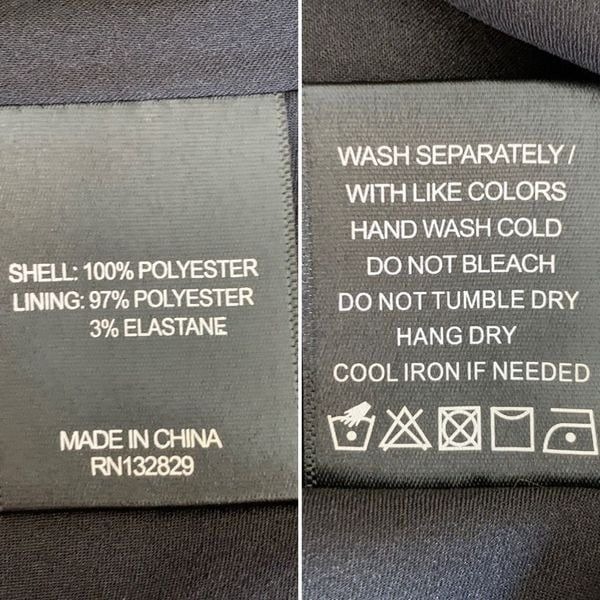 SHELL: 100% POLYESTER
LINING: 97% POLYESTER
3% ELASTANE
MADE IN CHINA
RN132829
WASH SEPARATELY /
WITH LIKE COLORS
HAND WASH COLD
DO NOT BLEACH
DO NOT TUMBLE DRY
HANG DRY
COOL IRON IF NEEDED